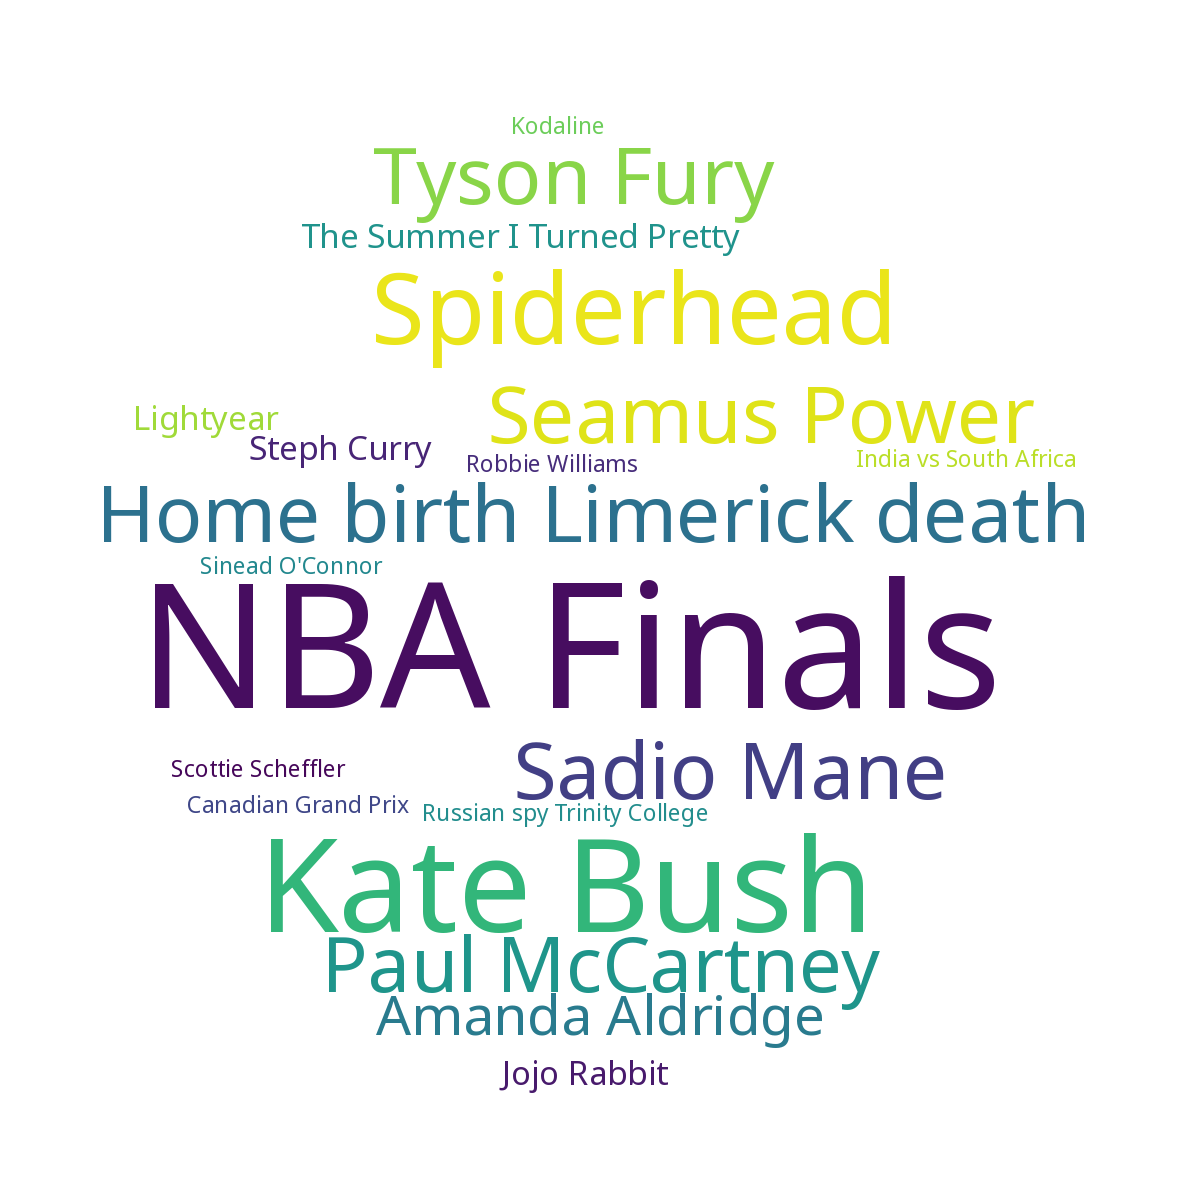 Kodaline
Tyson Fury
The Summer I Turned Pretty
Spiderhead
Seamus Power
Lightyear
Steph Curry
Robbie Williams
India vs South Africa
Home birth Limerick death
Sinead O'Connor
NBA Finals
Sadio Mane
Scottie Scheffler
Canadian Grand Prix
Russian spy Trinity College
Kate Bush
Paul McCartney
Amanda Aldridge
Jojo Rabbit